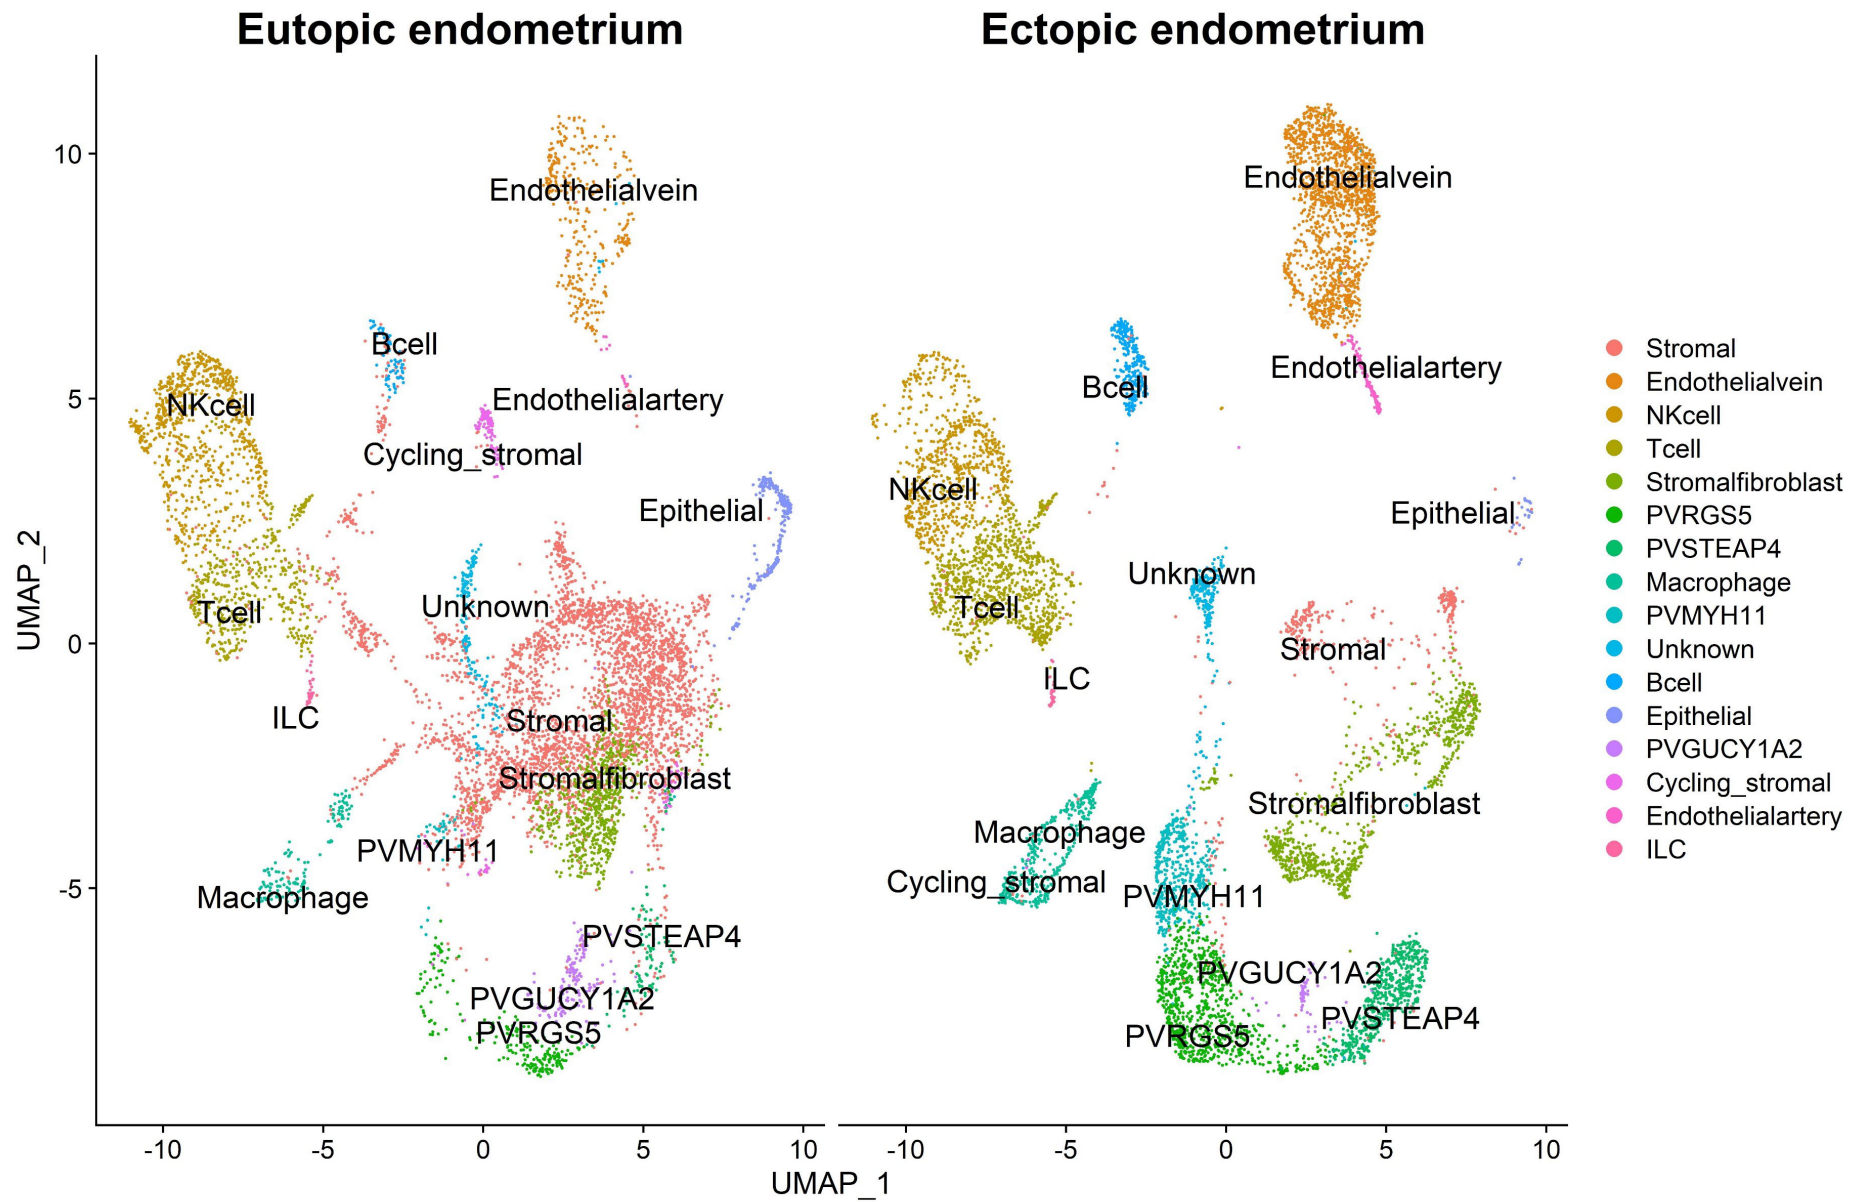 Eutopic endometrium
Ectopic endometrium
UMAP_2
10
5
0
-5
Endothelialvein
Bcell
NKcell
Endothelialartery
Cycling_stromal
Epithelial
Unknown
Tcell
ILC
Stromal
Stromalfibroblast
PVMYH11
Macrophage
PVSTEAP4
PVGUCY1A2
PVRGS5
-10
-5
0
5
10
Endothelialvein
Endothelialartery
Bcell
NKcell
Epithelial
Unknown
Tcell
Stromal
ILC
Stromalfibroblast
Macrophage
Cycling_stromal
PVMYH11
PVGUCY1A2
PVSTEAP4
PVRGS5
-10
-5
0
5
10
UMAP_1
Stromal
Endothelialvein
NKcell
Tcell
Stromalfibroblast
PVRGS5
PVSTEAP4
Macrophage
PVMYH11
Unknown
Bcell
Epithelial
PVGUCY1A2
Cycling_stromal
Endothelialartery
ILC